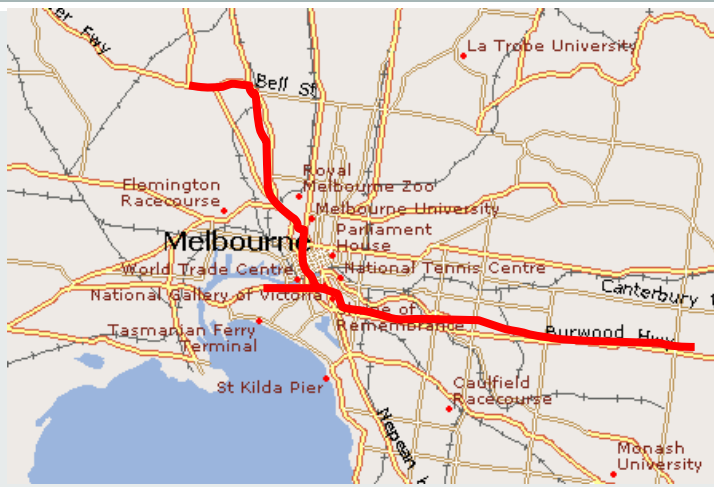 er Fwy
La Trobe University
Bell St
Royal
Melbourne Zoo
Flemington
Racecourse
Melbourne University
Parliament
House
Melbourne
World Trade Centre
National Tennis Centre
National Gallery of Victoria
Canterbury
Remembrance
Tasmanian Ferry
Terminal
Burwood Hwy
St Kilda Pier
Caulfield
Racecourse
Nepean
Monash
University